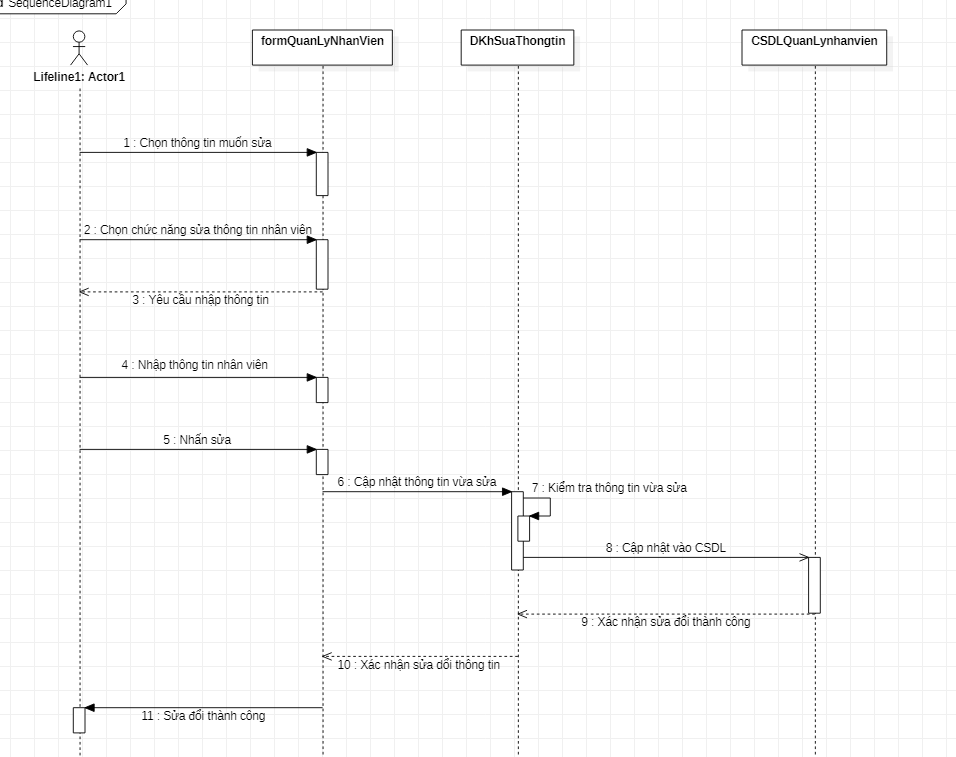 SequenceDiagram1
formQuanLyNhanVien
DKhSuaThongtin
CSDLQuanLynhanvien
Lifeline1: Actor1
1 : Chọn thông tin muốn sửa
2 : Chọn chức năng sửa thông tin nhân viên
3 : Yêu cầu nhập thông tin
4 : Nhập thông tin nhân viên
5 : Nhấn sửa
6 : Cập nhật thông tin vừa sửa
7 : Kiểm tra thông tin vừa sửa
8 : Cập nhật vào CSDL
9 : Xác nhận sửa đổi thành công
10 : Xác nhận sửa dổi thông tin
11 : Sửa đổi thành công